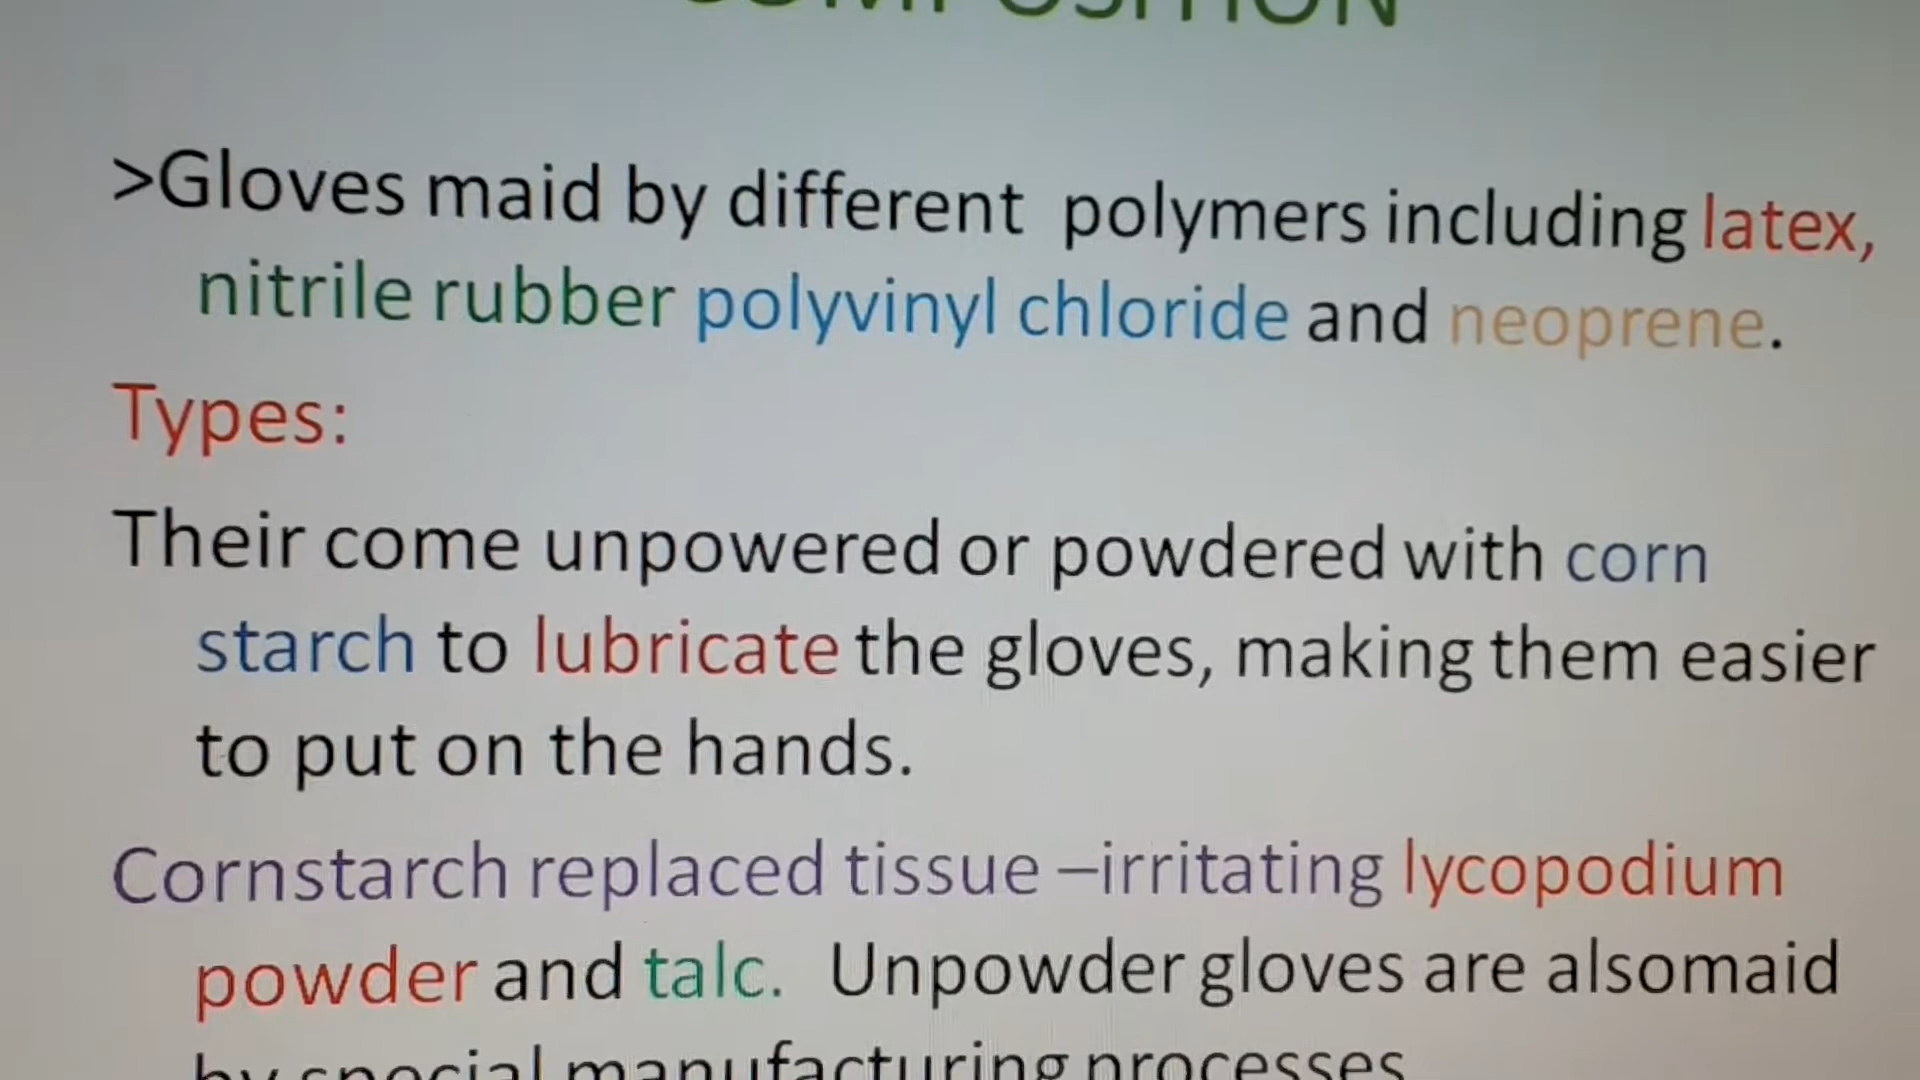 COMPOSITION
>Gloves maid by different polymers including latex,
nitrile rubber polyvinyl chloride and neoprene.
Types:
Their come unpowered or powdered with corn
starch to lubricate the gloves, making them easier
to put on the hands.
Cornstarch replaced tissue –irritating lycopodium
powder and talc. Unpowder gloves are alsomaid
by special manufacturing processes